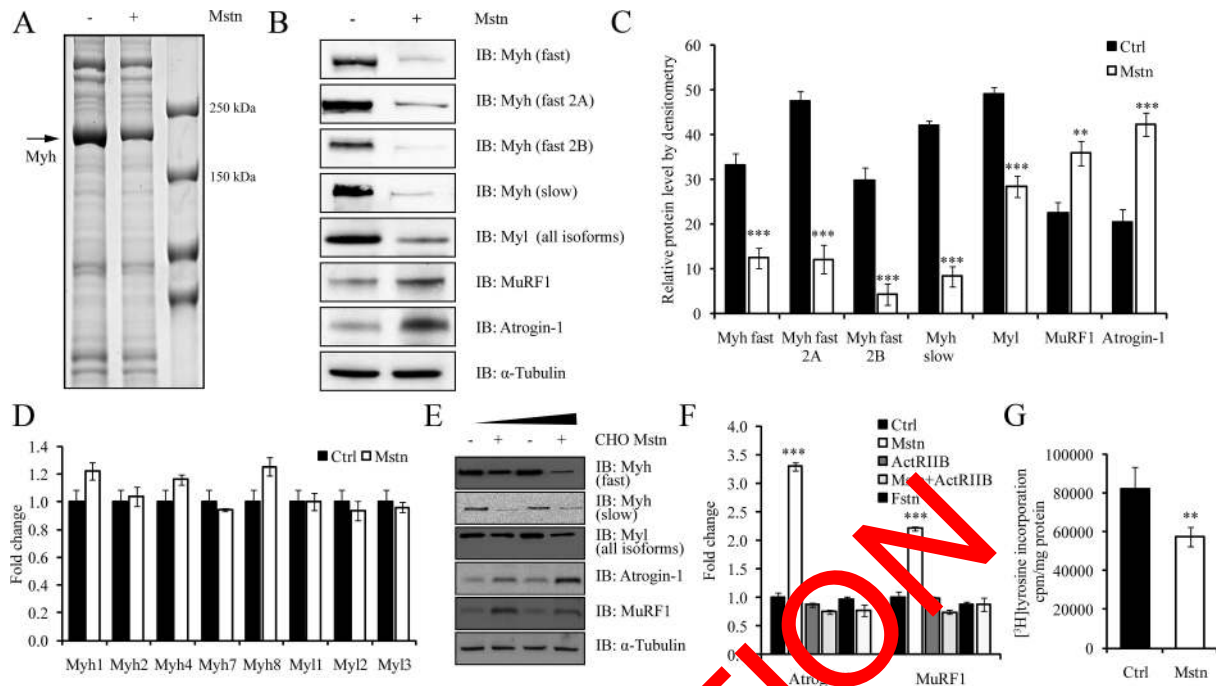 A
- + Mstn
250 kDa
150 kDa
Myh
B
- + Mstn
IB: Myh (fast)
IB: Myh (fast 2A)
IB: Myh (fast 2B)
IB: Myh (slow)
IB: Myl (all isoforms)
IB: MuRF1
IB: Atrogin-1
IB: α-Tubulin
C
Relative protein level by densitometry
60
50
40
30
20
10
0
Ctrl
Mstn
***
***
***
***
***
**
***
Myh fast
Myh fast 2A
Myh fast 2B
Myh slow
Myl
MuRF1
Atrogin-1
D
Fold change
1.4
1.2
1.0
0.8
0.6
0.4
0.2
0.0
Ctrl Mstn
Myh1 Myh2 Myh4 Myh7 Myh8 Myl1 Myl2 Myl3
E
- + - + CHO Mstn
IB: Myh
(fast)
IB: Myh
(slow)
IB: Myl
(all isoforms)
IB: Atrogin-1
IB: MuRF1
IB: α-Tubulin
F
Fold change
4.0
3.5
3.0
2.5
2.0
1.5
1.0
0.5
0.0
Ctrl
Mstn
ActRIIB
ActRIIB
Fstn
***
***
MuRF1
G
[³H]tyrosine incorporation
cpm/mg protein
100000
80000
60000
40000
20000
0
**
Ctrl Mstn
ON